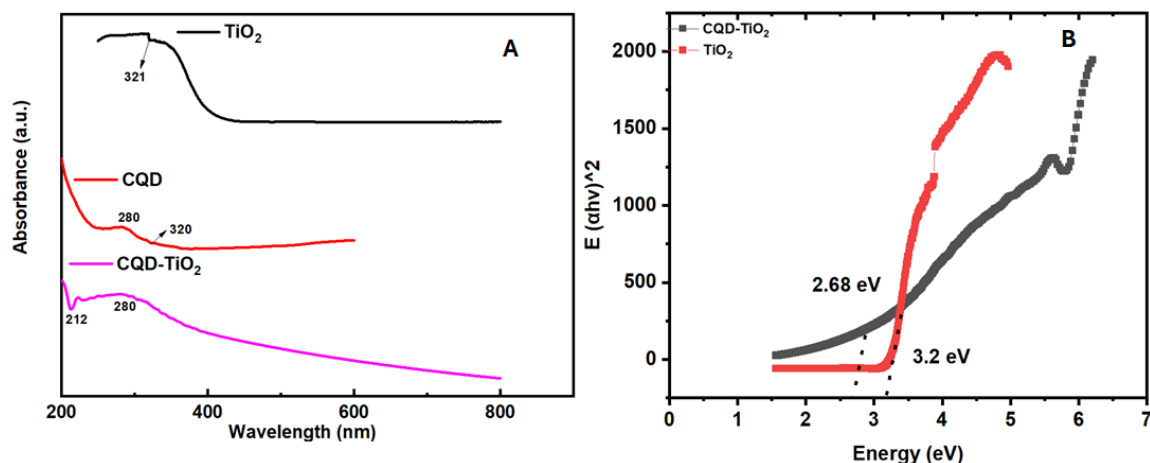 A
TiO₂
321
CQD
280
320
CQD-TiO₂
212
280
Absorbance (a.u.)
200
400
600
800
Wavelength (nm)
B
CQD-TiO₂
TiO₂
2000
1500
1000
500
0
E (αhv)^2
2.68 eV
3.2 eV
0
1
2
3
4
5
6
7
Energy (eV)